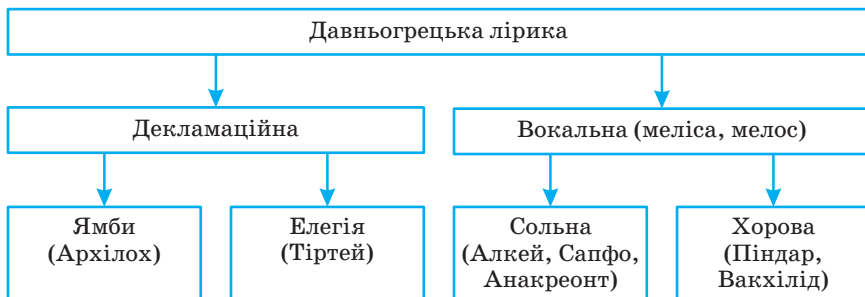 Давньогрецька лірика
Декламаційна
Вокальна (меліса, мелос)
Ямби
(Архілох)
Елегія
(Тіртей)
Сольна
(Алкей, Сапфо,
Анакреонт)
Хорова
(Піндар,
Вакхілід)